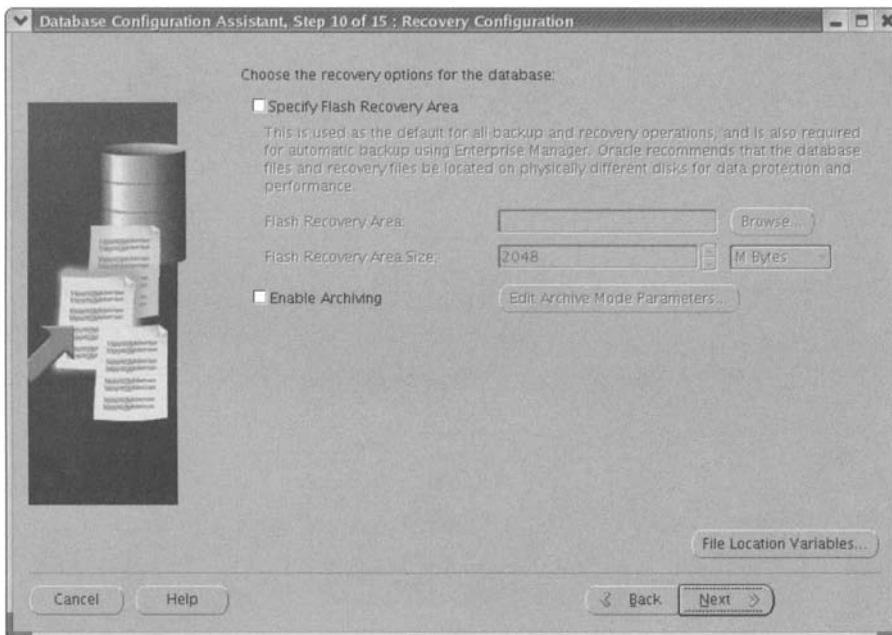 Database Configuration Assistant, Step 10 of 15 : Recovery Configuration
Choose the recovery options for the database:
Specify Flash Recovery Area
This is used as the default for all backup and recovery operations, and is also required
for automatic backup using Enterprise Manager. Oracle recommends that the database
files and recovery files be located on physically different disks for data protection and
performance.
Flash Recovery Area:
Browse...
Flash Recovery Area Size:
2048
M Bytes
Enable Archiving
Edit Archive Mode Parameters...
File Location Variables...
Cancel
Help
Back
Next